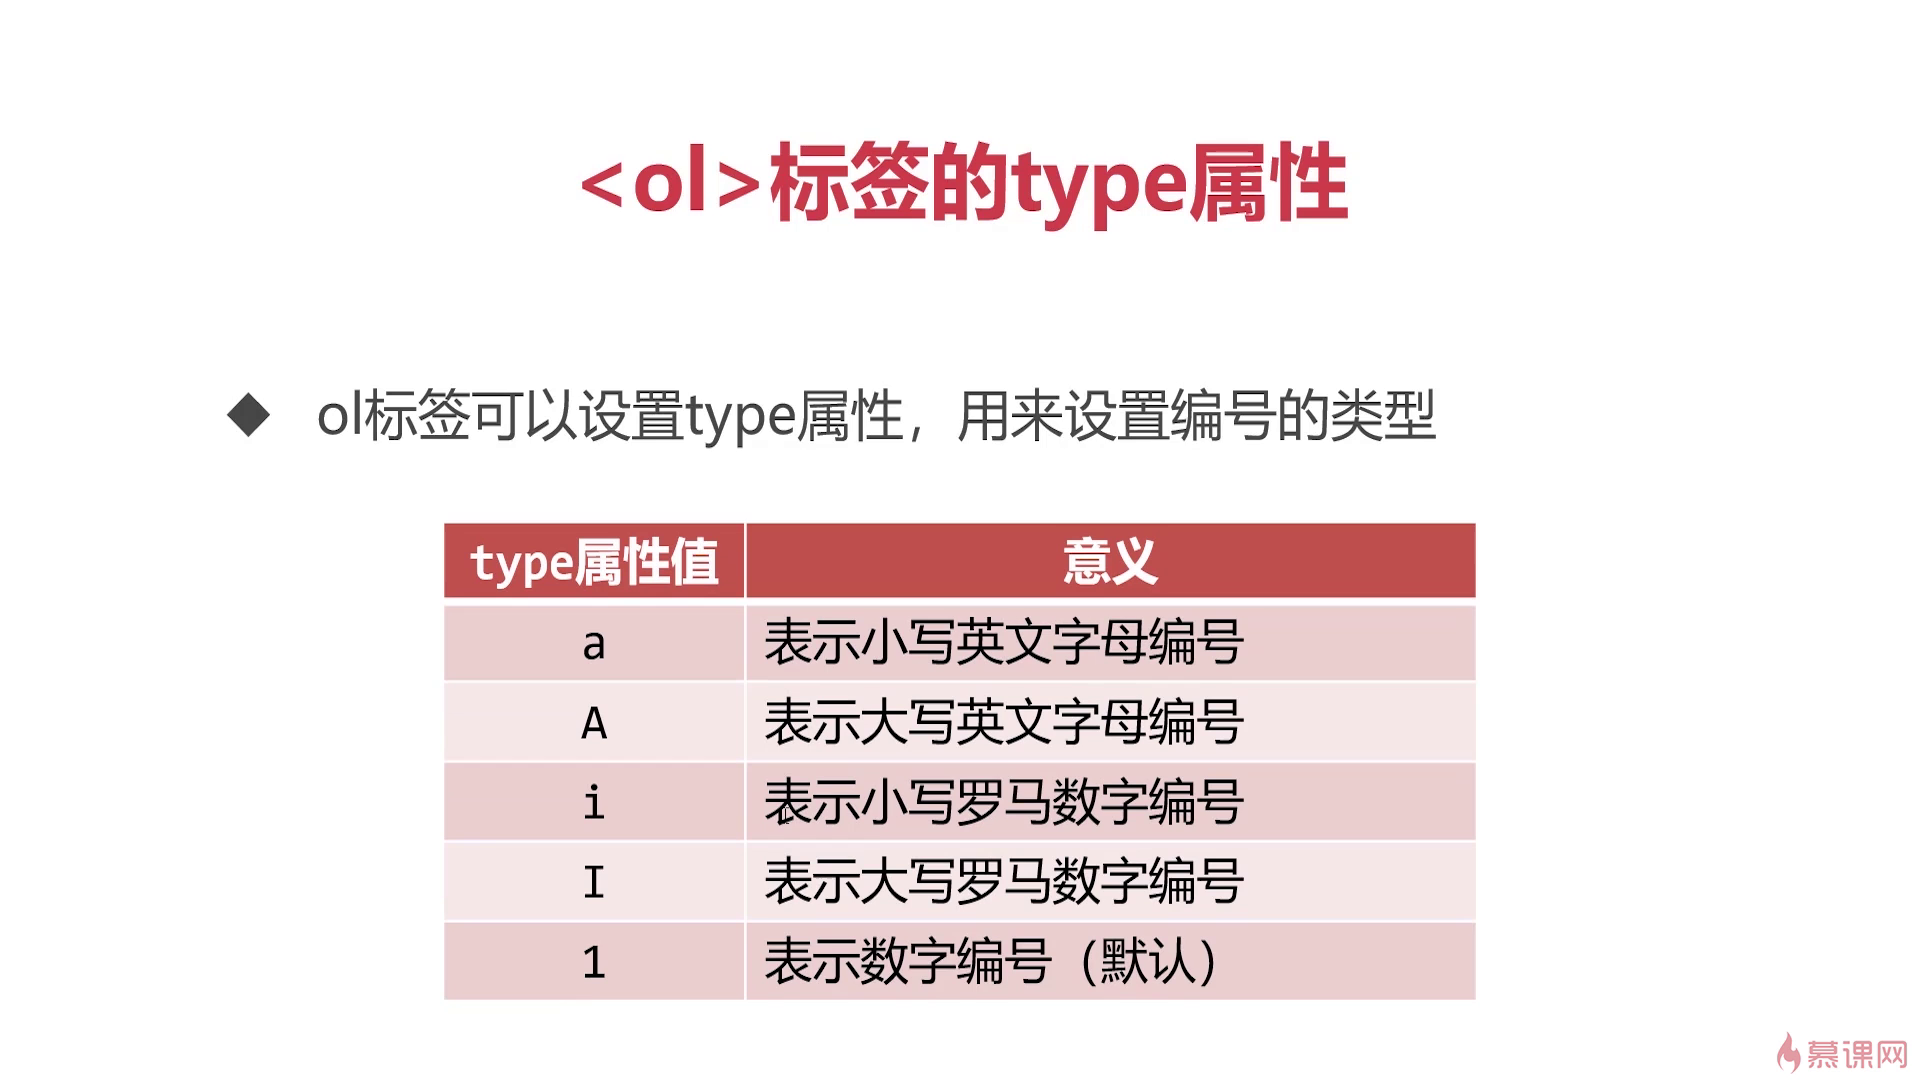 <ol>标签的type属性
◆ ol标签可以设置type属性，用来设置编号的类型
type属性值 意义
a 表示小写英文字母编号
A 表示大写英文字母编号
i 表示小写罗马数字编号
I 表示大写罗马数字编号
1 表示数字编号（默认）
慕课网